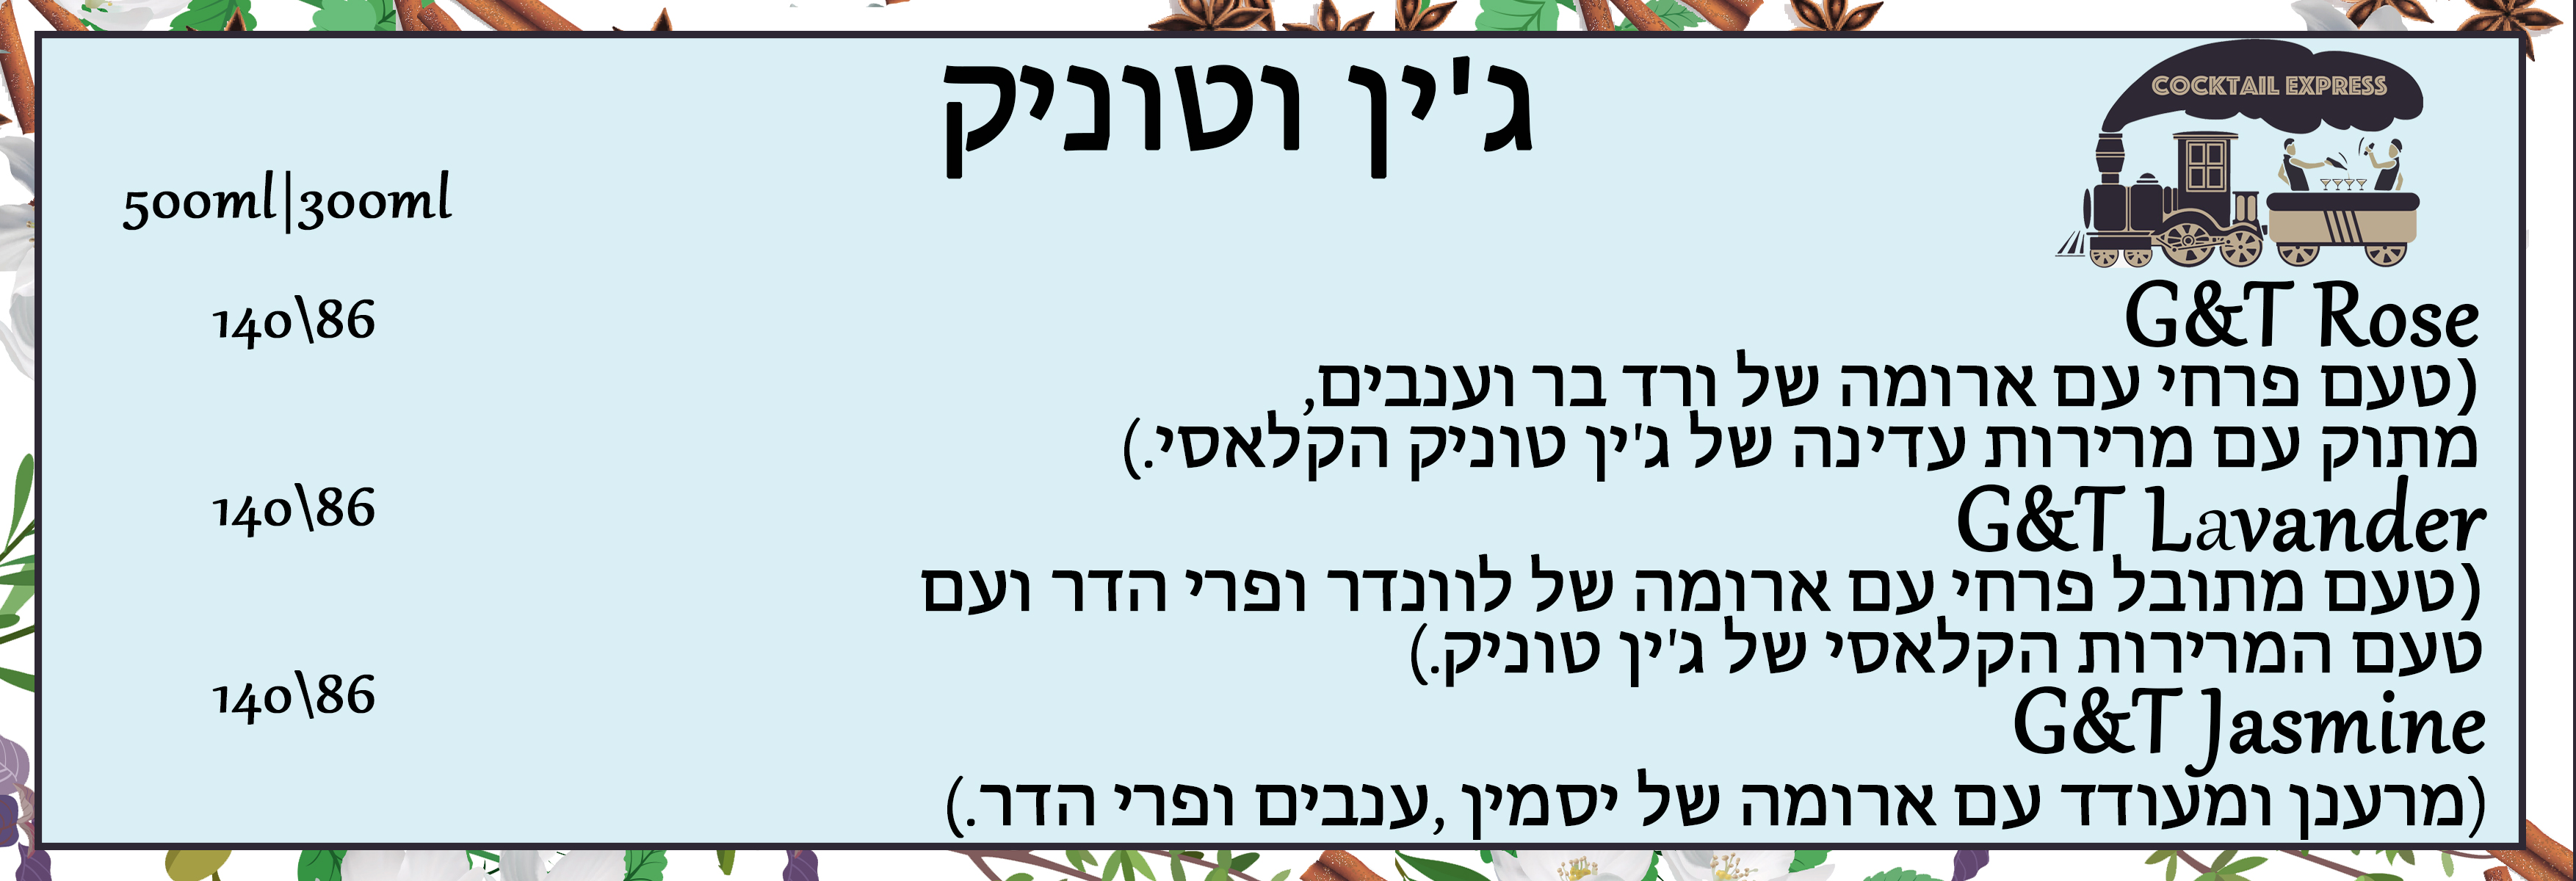 COCKTAIL EXPRESS
ג'ין וטוניק
500ml|300ml
G&T Rose
140\86
(טעם פרחי עם ארומה של ורד בר וענבים,
מתוק עם מרירות עדינה של ג'ין טוניק הקלאסי.)
G&T Lavander
140\86
(טעם מתובל פרחי עם ארומה של לוונדר ופרי הדר ועם
טעם המרירות הקלאסי של ג'ין טוניק.)
G&T Jasmine
140\86
(מרענן ומעודד עם ארומה של יסמין ,ענבים ופרי הדר.)